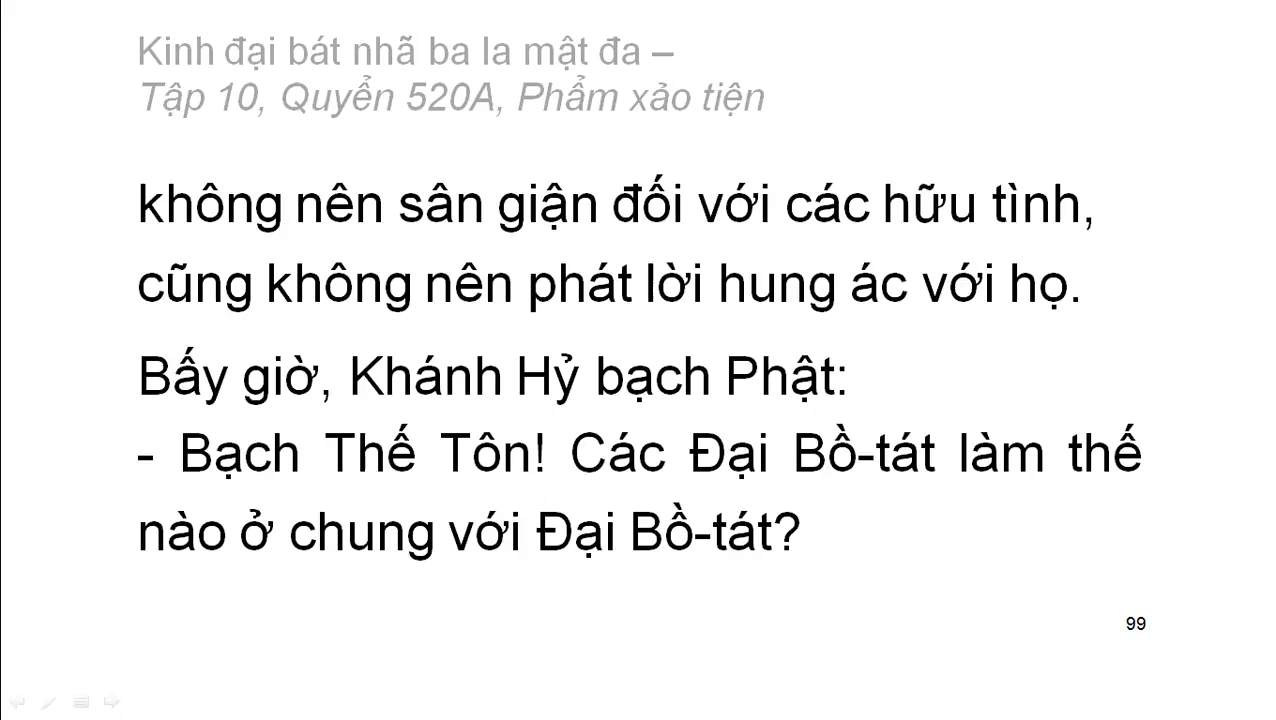 Kinh đại bát nhã ba la mật đa –
Tập 10, Quyển 520A, Phẩm xảo tiện
không nên sân giận đối với các hữu tình,
cũng không nên phát lời hung ác với họ.
Bấy giờ, Khánh Hỷ bạch Phật:
- Bạch Thế Tôn! Các Đại Bồ-tát làm thế
nào ở chung với Đại Bồ-tát?
99